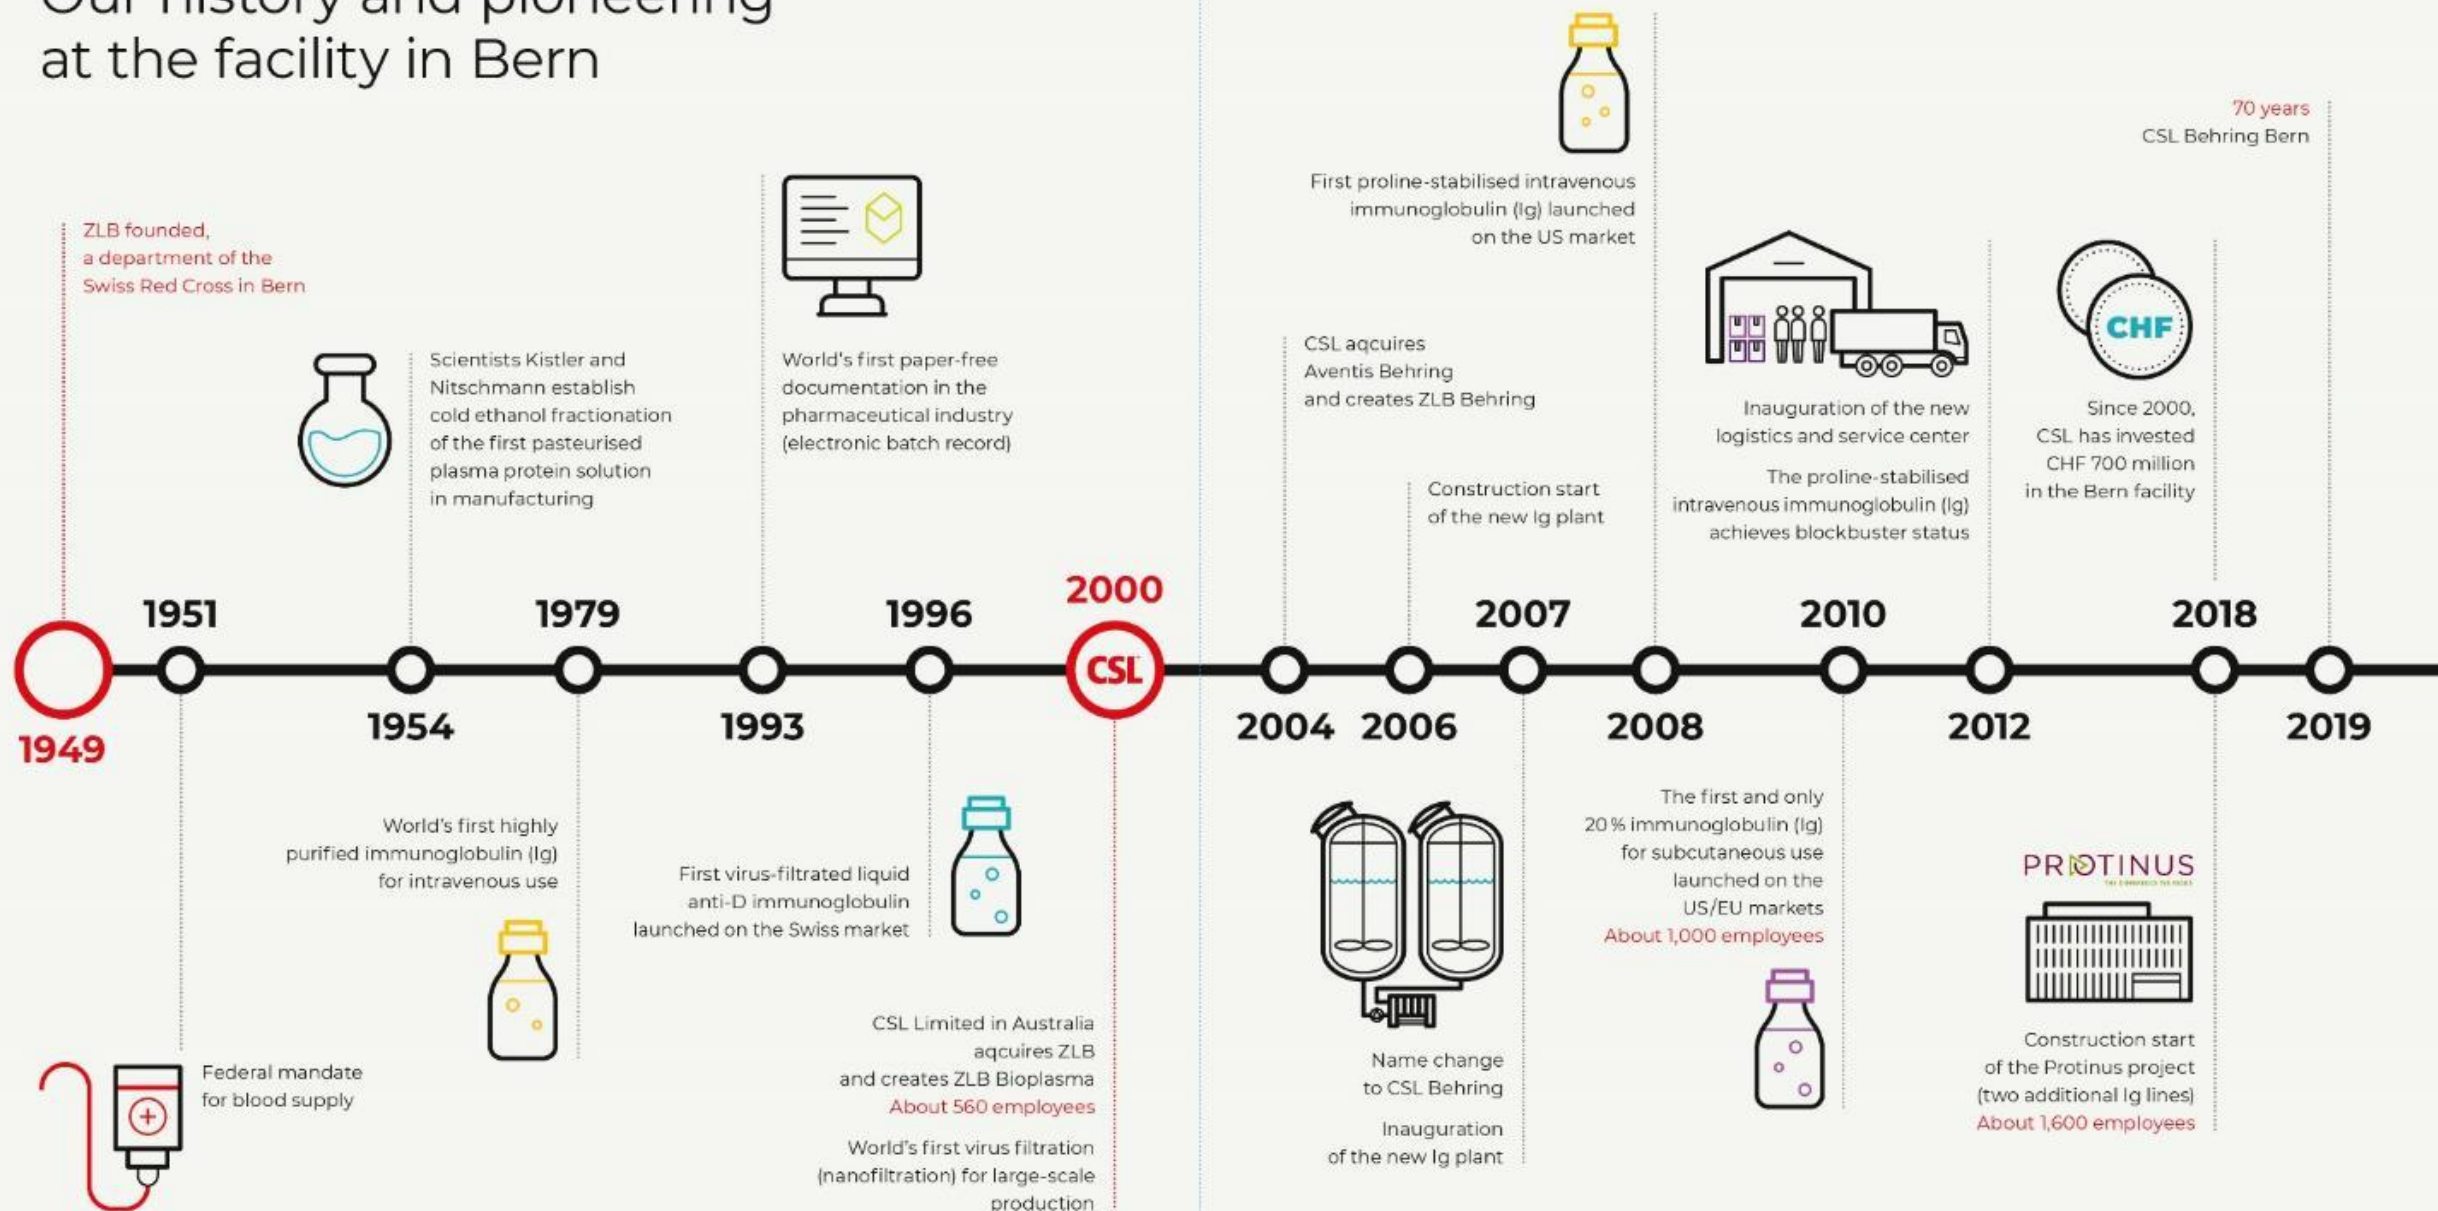 Our history and pioneering
at the facility in Bern
ZLB founded,
a department of the
Swiss Red Cross in Bern
1949
1951
Federal mandate
for blood supply
Scientists Kistler and
Nitschmann establish
cold ethanol fractionation
of the first pasteurised
plasma protein solution
in manufacturing
1954
1979
World's first highly
purified immunoglobulin (Ig)
for intravenous use
World's first paper-free
documentation in the
pharmaceutical industry
(electronic batch record)
1993
1996
First virus-filtrated liquid
anti-D immunoglobulin
launched on the Swiss market
2000
CSL
CSL Limited in Australia
aqcuires ZLB
and creates ZLB Bioplasma
About 560 employees
World's first virus filtration
(nanofiltration) for large-scale
production
CSL aqcuires
Aventis Behring
and creates ZLB Behring
2004
Construction start
of the new Ig plant
2006
2007
Name change
to CSL Behring
Inauguration
of the new Ig plant
First proline-stabilised intravenous
immunoglobulin (Ig) launched
on the US market
2008
2010
The first and only
20% immunoglobulin (Ig)
for subcutaneous use
launched on the
US/EU markets
About 1,000 employees
Inauguration of the new
logistics and service center
The proline-stabilised
intravenous immunoglobulin (Ig)
achieves blockbuster status
2012
CHF
Since 2000,
CSL has invested
CHF 700 million
in the Bern facility
2018
PROTINUS
Construction start
of the Protinus project
(two additional Ig lines)
About 1,600 employees
70 years
CSL Behring Bern
2019